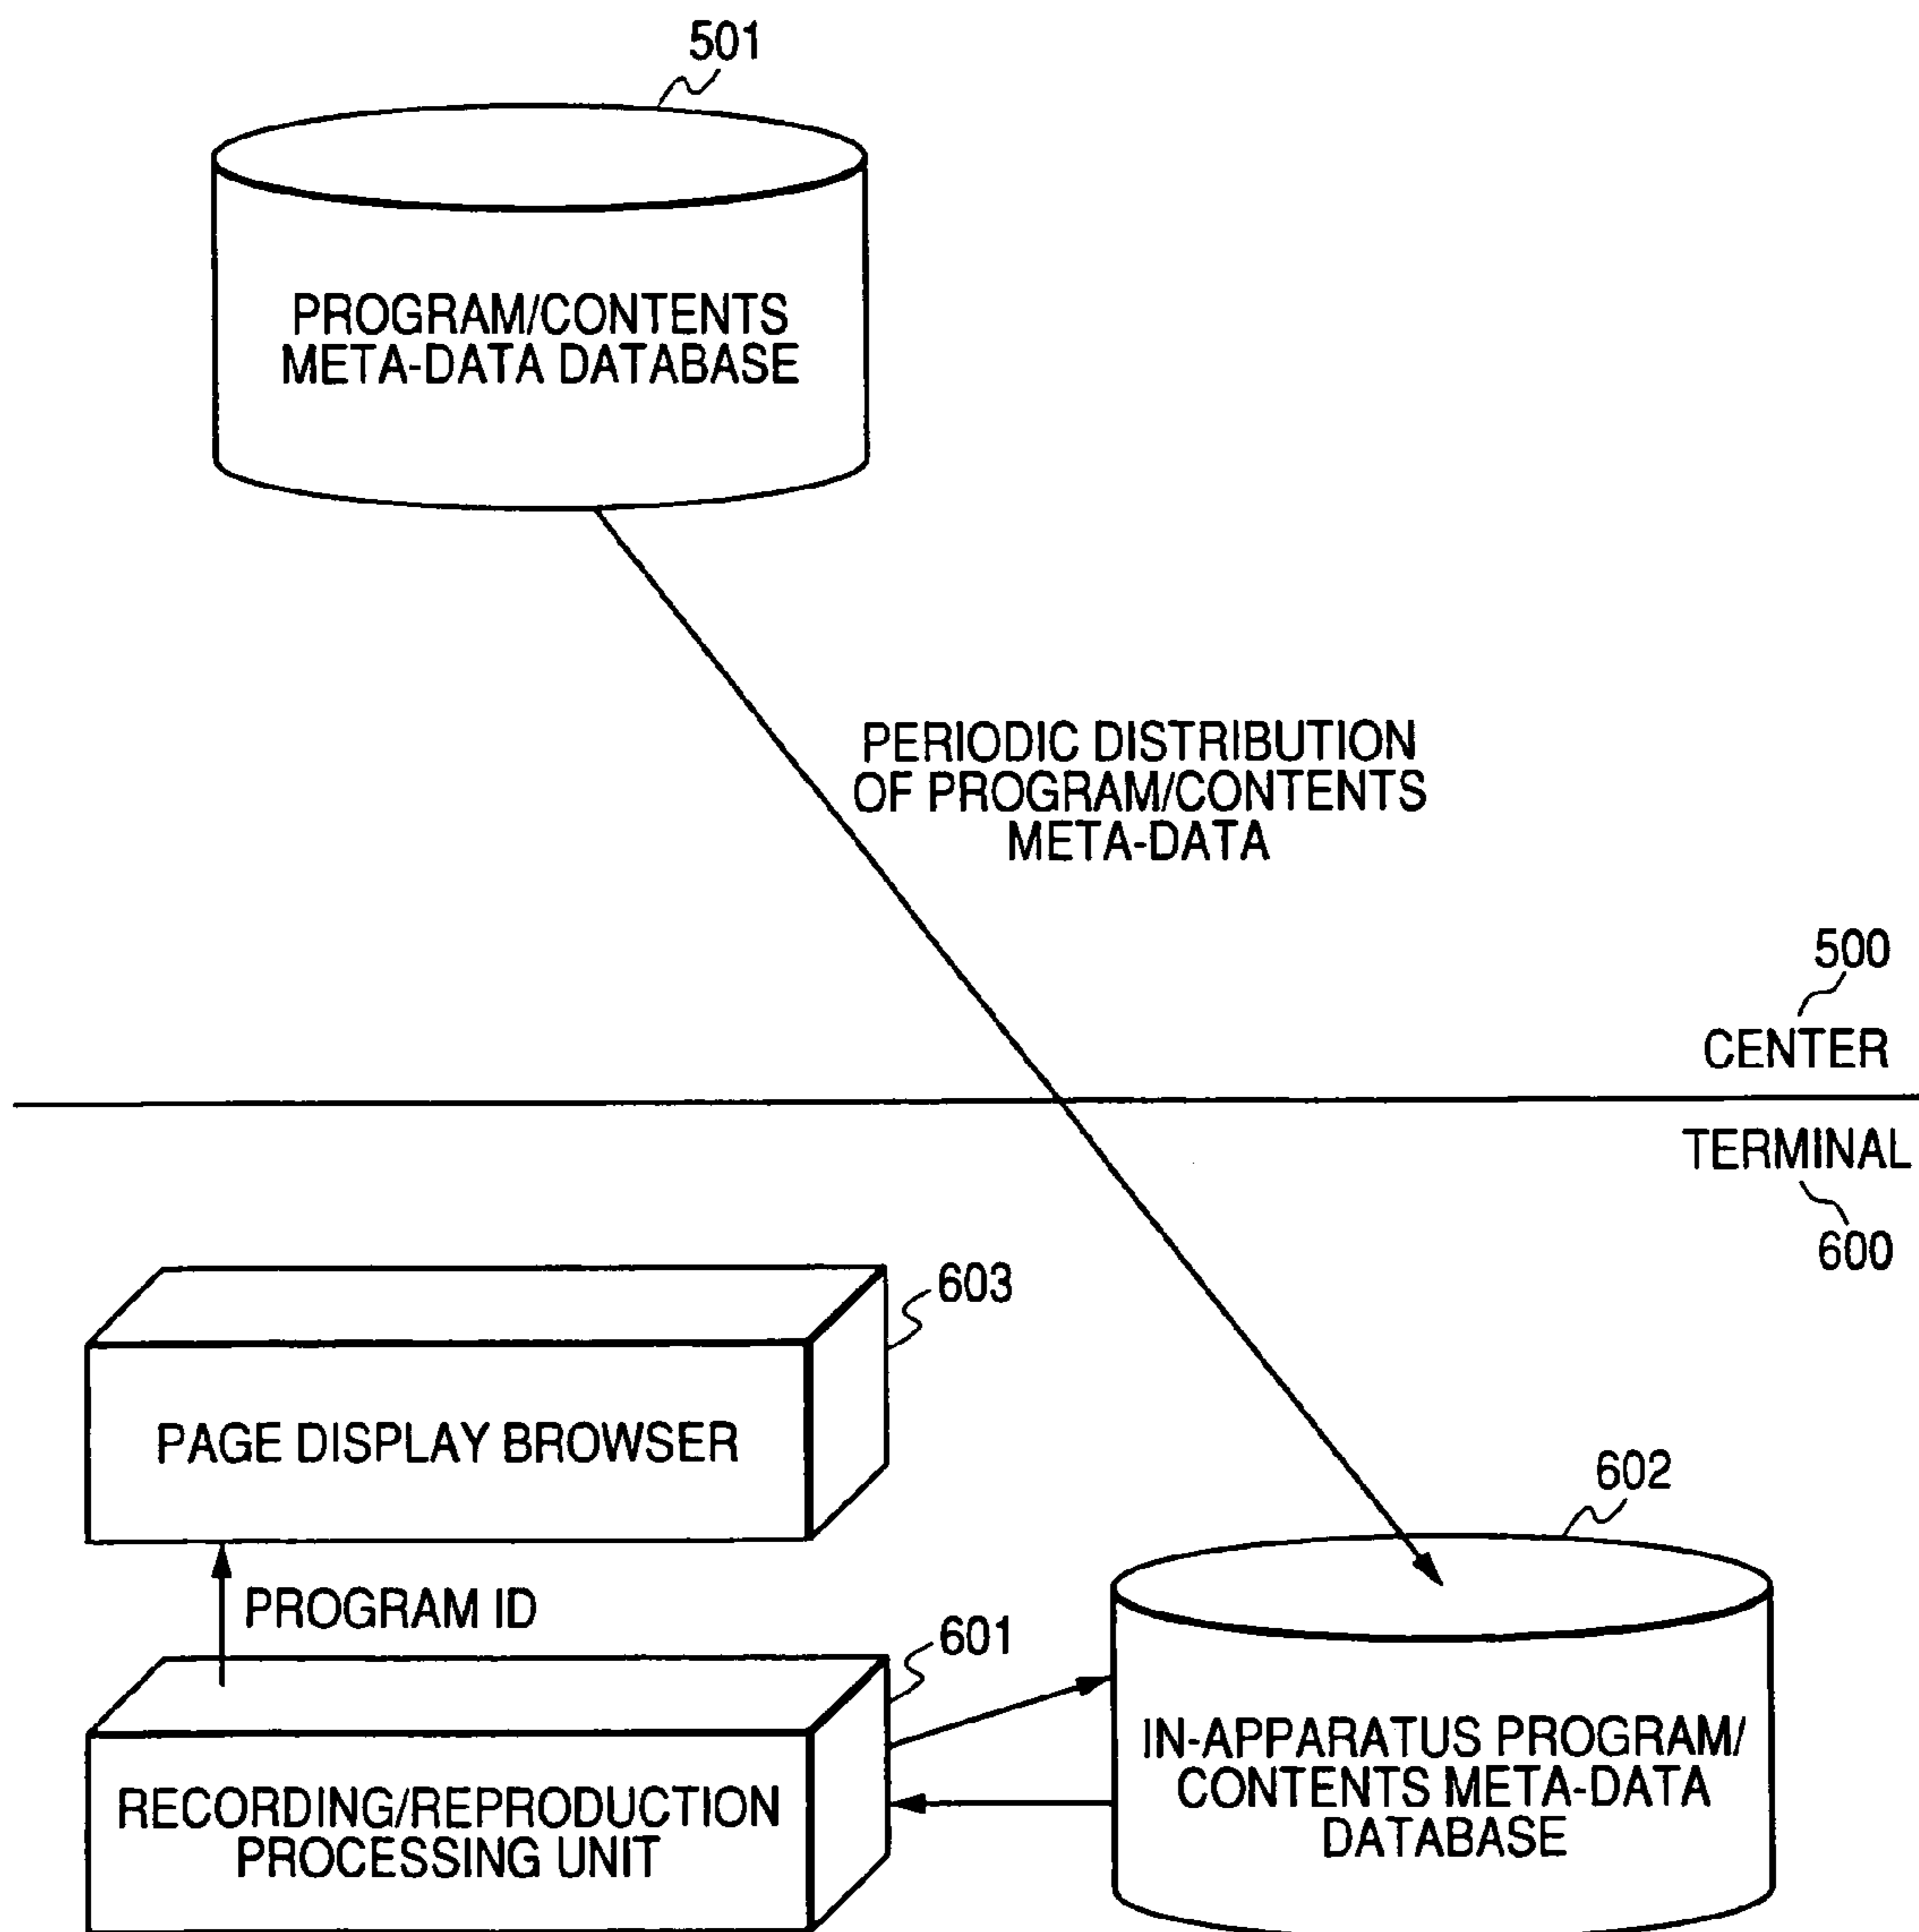 501
PROGRAM/CONTENTS
META-DATA DATABASE
PERIODIC DISTRIBUTION
OF PROGRAM/CONTENTS
META-DATA
500
CENTER
TERMINAL
600
603
PAGE DISPLAY BROWSER
602
PROGRAM ID
601
IN-APPARATUS PROGRAM/
CONTENTS META-DATA
DATABASE
RECORDING/REPRODUCTION
PROCESSING UNIT